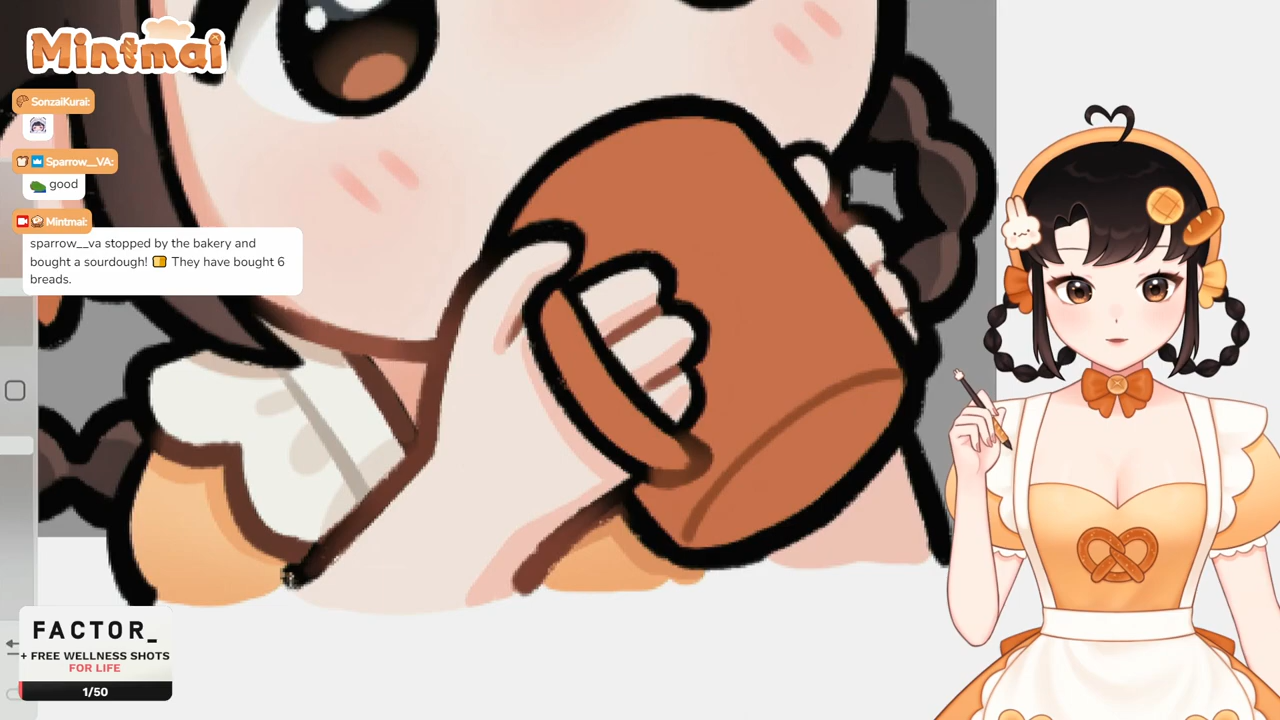 Mintmai
SonzaiKurai:
Sparrow__VA:
good
Mintmai:
sparrow__va stopped by the bakery and
bought a sourdough! 🍞 They have bought 6
breads.
FACTOR_
+ FREE WELLNESS SHOTS
FOR LIFE
1/50